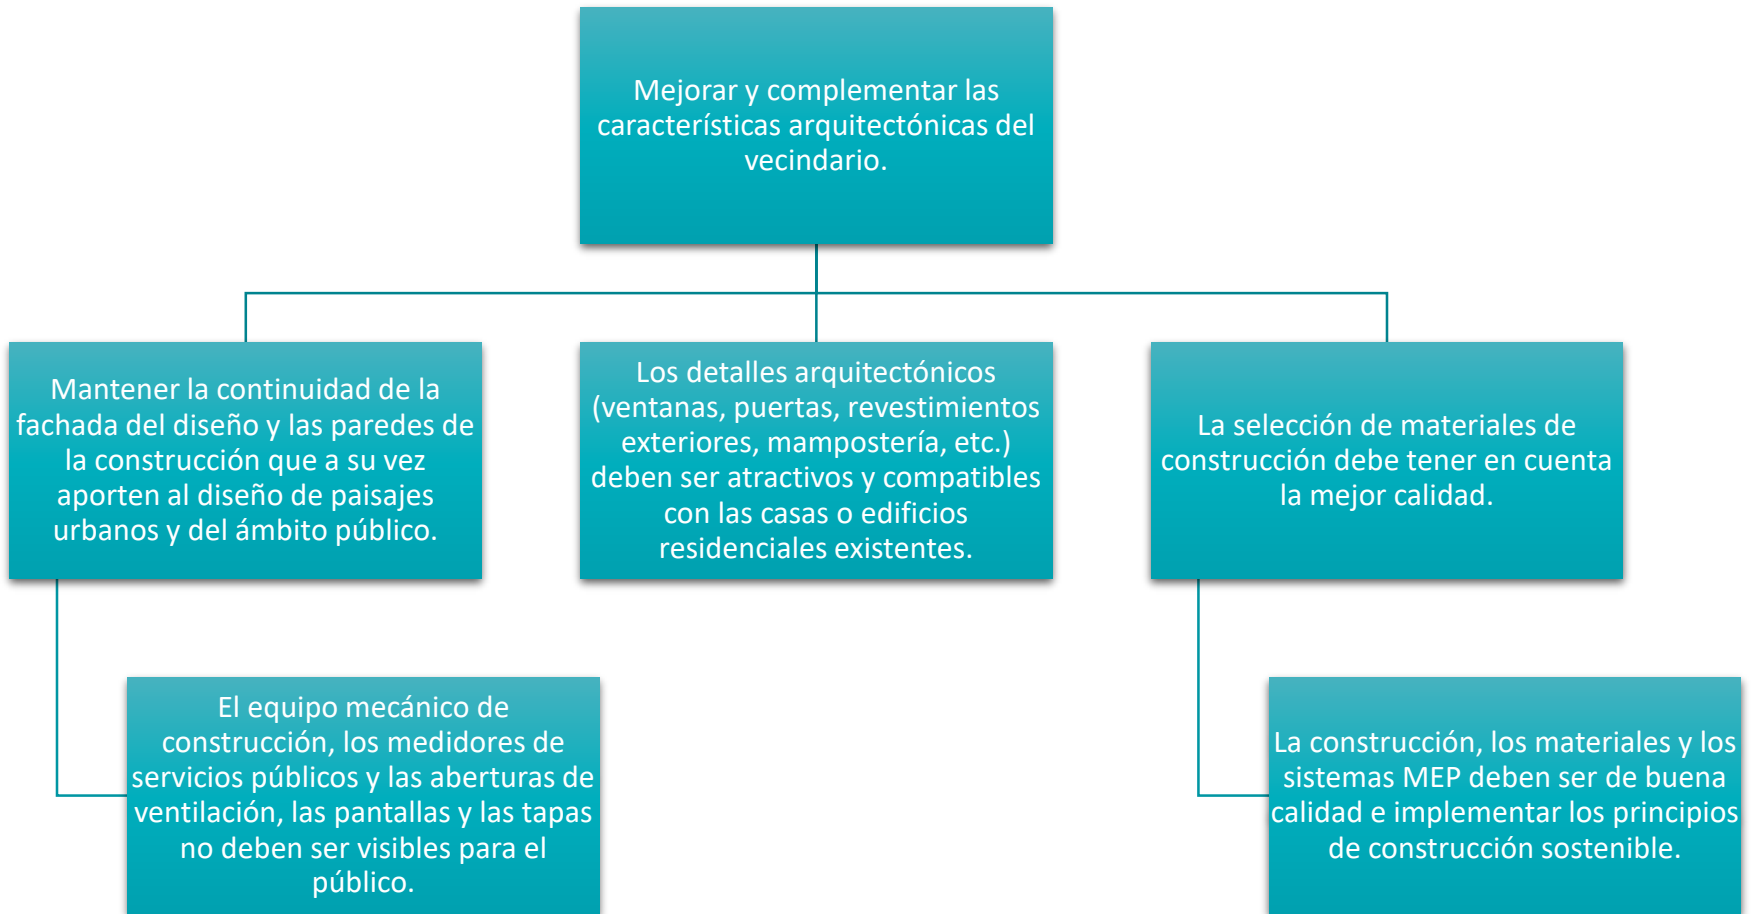 Mejorar y complementar las
características arquitectónicas del
vecindario.
Mantener la continuidad de la
fachada del diseño y las paredes de
la construcción que a su vez
aporten al diseño de paisajes
urbanos y del ámbito público.
Los detalles arquitectónicos
(ventanas, puertas, revestimientos
exteriores, mampostería, etc.)
deben ser atractivos y compatibles
con las casas o edificios
residenciales existentes.
La selección de materiales de
construcción debe tener en cuenta
la mejor calidad.
El equipo mecánico de
construcción, los medidores de
servicios públicos y las aberturas de
ventilación, las pantallas y las tapas
no deben ser visibles para el
público.
La construcción, los materiales y los
sistemas MEP deben ser de buena
calidad e implementar los principios
de construcción sostenible.